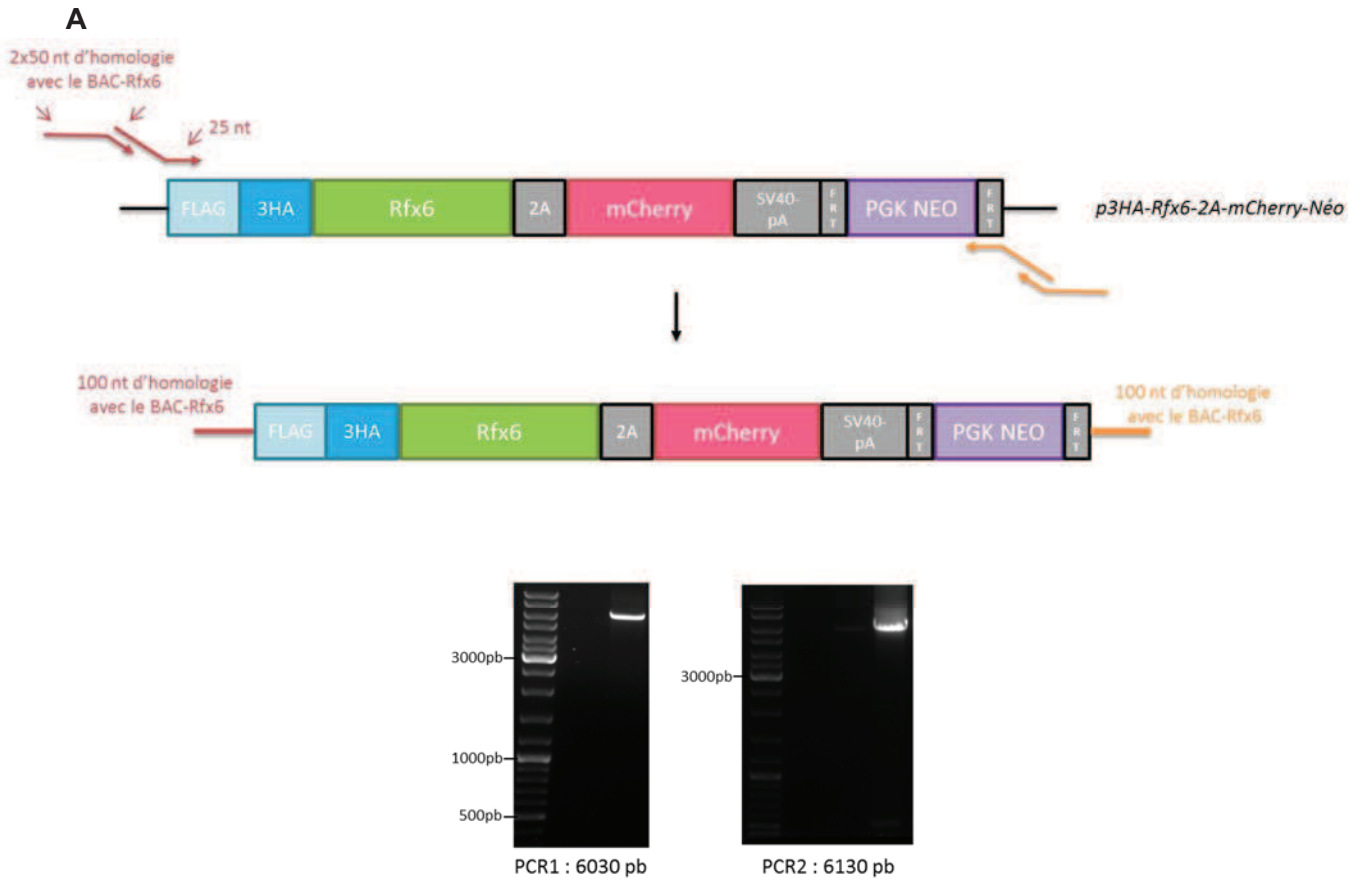 A
2x50 nt d'homologie
avec le BAC-Rfx6
25 nt
FLAG
3HA
Rfx6
2A
mCherry
SV40-
pA
F
R
T
PGK NEO
F
R
T
p3HA-Rfx6-2A-mCherry-Néo
100 nt d'homologie
avec le BAC-Rfx6
FLAG
3HA
Rfx6
2A
mCherry
SV40-
pA
F
R
T
PGK NEO
F
R
T
100 nt d'homologie
avec le BAC-Rfx6
3000pb
1000pb
500pb
PCR1 : 6030 pb
3000pb
PCR2 : 6130 pb